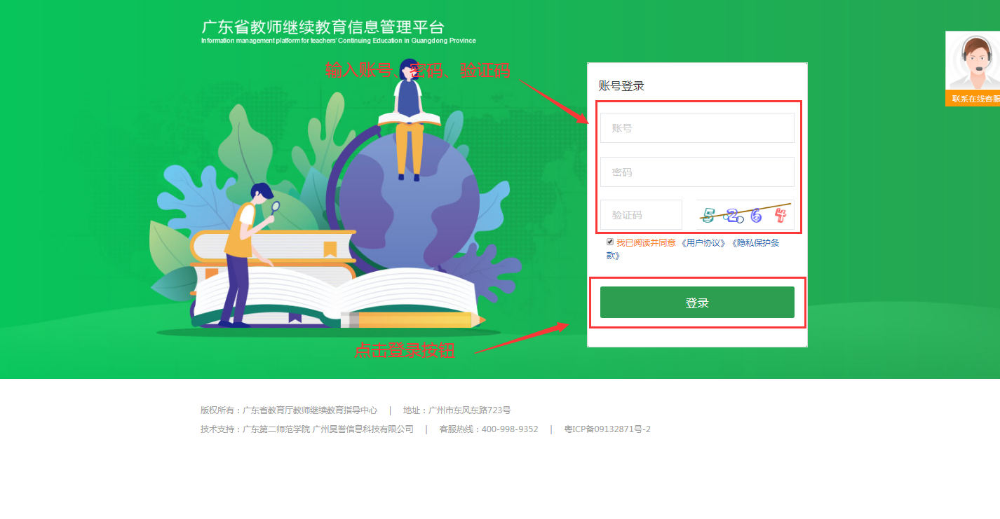 广东省教师继续教育信息管理平台
Information management platform for teachers' Continuing Education in Guangdong Province
输入账号、密码、验证码
账号登录
联系在线客服
账号
密码
验证码
5264
我已阅读并同意《用户协议》《隐私保护条
款》
登录
点击登录按钮
版权所有：广东省教育厅教师继续教育指导中心 | 地址：广州市东风东路723号
技术支持：广东第二师范学院 广州昊誉信息科技有限公司 | 客服热线：400-998-9352 | 粤ICP备09132871号-2